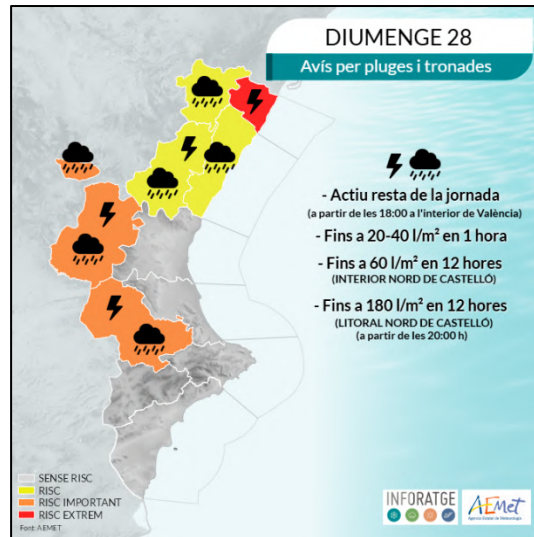 DIUMENGE 28
Avís per pluges i tronades
- Actiu resta de la jornada
(a partir de les 18:00 a l'interior de València)
- Fins a 20-40 l/m² en 1 hora
- Fins a 60 l/m² en 12 hores
(INTERIOR NORD DE CASTELLÓ)
- Fins a 180 l/m² en 12 hores
(LITORAL NORD DE CASTELLÓ)
(a partir de les 20:00 h)
SENSE RISC
RISC
RISC IMPORTANT
RISC EXTREM
Font: AEMET
INFORATGE
AEMet
Agencia Estatal de Meteorología